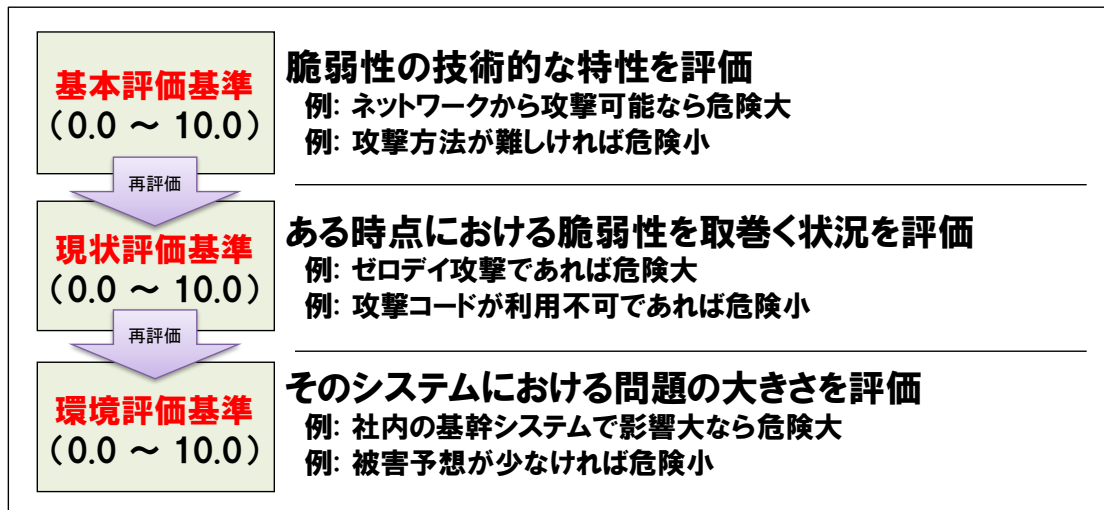 基本評価基準
（0.0 ～ 10.0）
脆弱性の技術的な特性を評価
例: ネットワークから攻撃可能なら危険大
例: 攻撃方法が難しければ危険小
再評価
現状評価基準
（0.0 ～ 10.0）
ある時点における脆弱性を取巻く状況を評価
例: ゼロデイ攻撃であれば危険大
例: 攻撃コードが利用不可であれば危険小
再評価
環境評価基準
（0.0 ～ 10.0）
そのシステムにおける問題の大きさを評価
例: 社内の基幹システムで影響大なら危険大
例: 被害予想が少なければ危険小